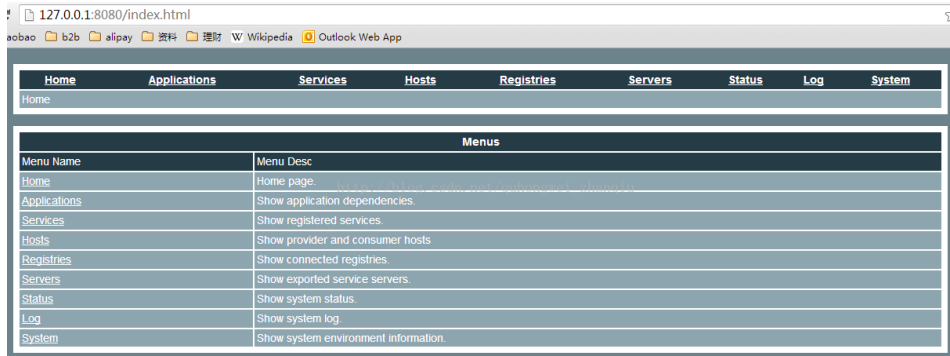 127.0.0.1:8080/index.html
aobao b2b alipay 资料 理财 W Wikipedia Outlook Web App
Home Applications Services Hosts Registries Servers Status Log System
Home
Menus
Menu Name Menu Desc
Home Home page.
Applications Show application dependencies.
Services Show registered services.
Hosts Show provider and consumer hosts
Registries Show connected registries.
Servers Show exported service servers.
Status Show system status.
Log Show system log.
System Show system environment information.